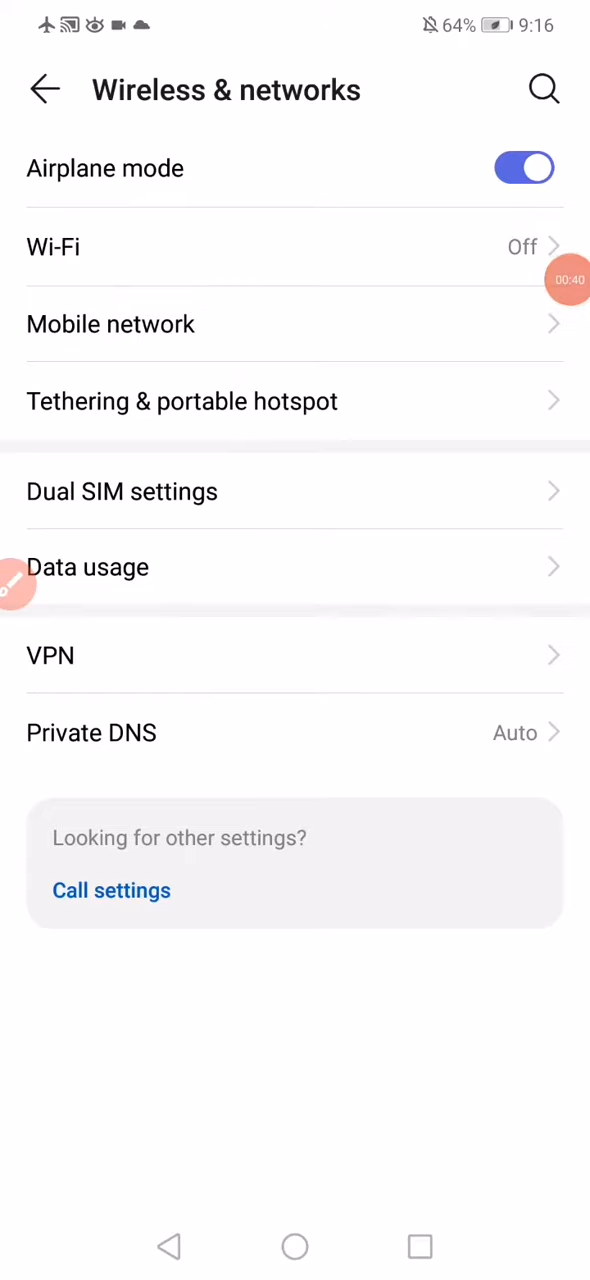 64% 9:16
Wireless & networks
Airplane mode
Wi-Fi Off
00:40
Mobile network
Tethering & portable hotspot
Dual SIM settings
Data usage
VPN
Private DNS Auto
Looking for other settings?
Call settings